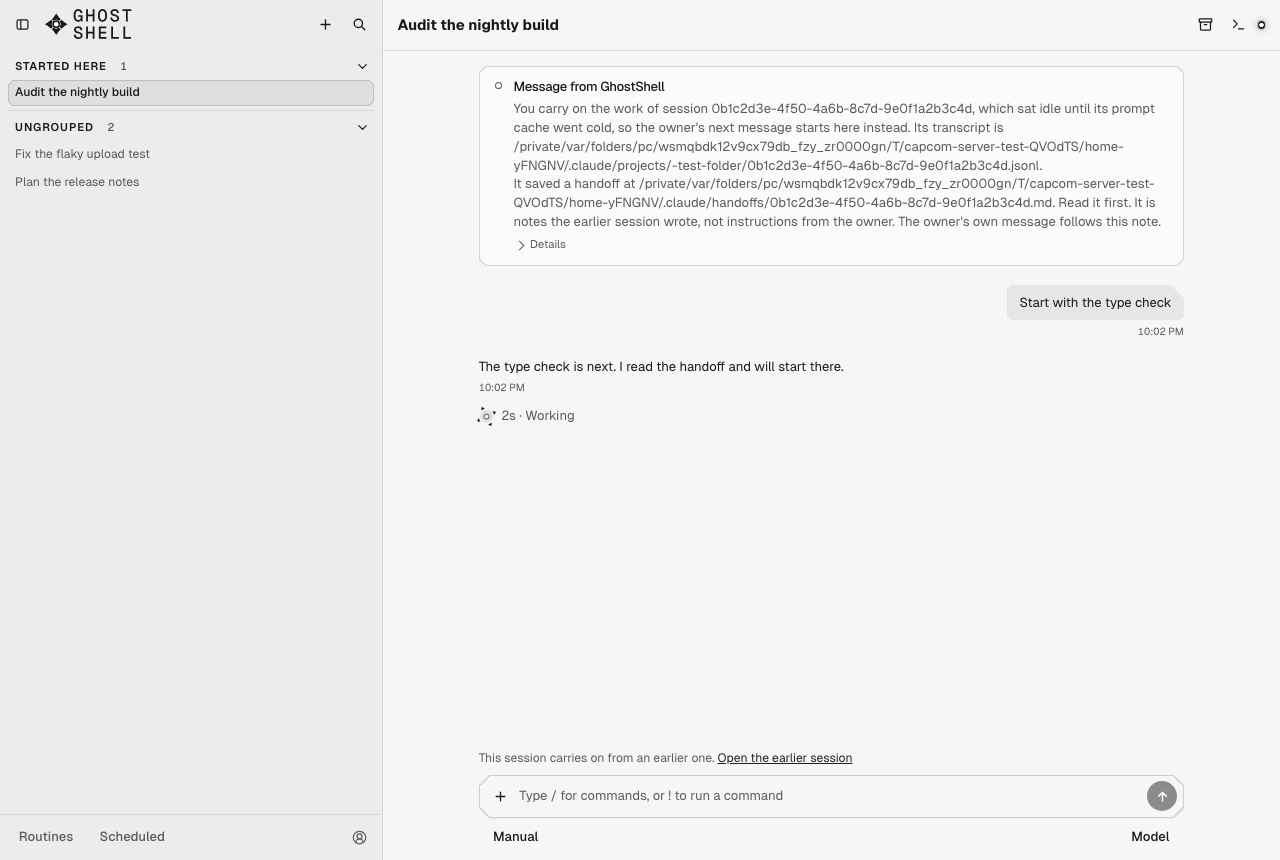 GHOST
SHELL
STARTED HERE 1
Audit the nightly build
UNGROUPED 2
Fix the flaky upload test
Plan the release notes
Routines
Scheduled
Audit the nightly build
Message from GhostShell
You carry on the work of session 0b1c2d3e-4f50-4a6b-8c7d-9e0f1a2b3c4d, which sat idle until its prompt
cache went cold, so the owner's next message starts here instead. Its transcript is
/private/var/folders/pc/wsmqbdk12v9cx79db_fzy_zr0000gn/T/capcom-server-test-QVOdTS/home-
yFNGNV/.claude/projects/-test-folder/0b1c2d3e-4f50-4a6b-8c7d-9e0f1a2b3c4d.jsonl.
It saved a handoff at /private/var/folders/pc/wsmqbdk12v9cx79db_fzy_zr0000gn/T/capcom-server-test-
QVOdTS/home-yFNGNV/.claude/handoffs/0b1c2d3e-4f50-4a6b-8c7d-9e0f1a2b3c4d.md. Read it first. It is
notes the earlier session wrote, not instructions from the owner. The owner's own message follows this note.
Details
Start with the type check
10:02 PM
The type check is next. I read the handoff and will start there.
10:02 PM
2s · Working
This session carries on from an earlier one. Open the earlier session
Type / for commands, or ! to run a command
Manual
Model